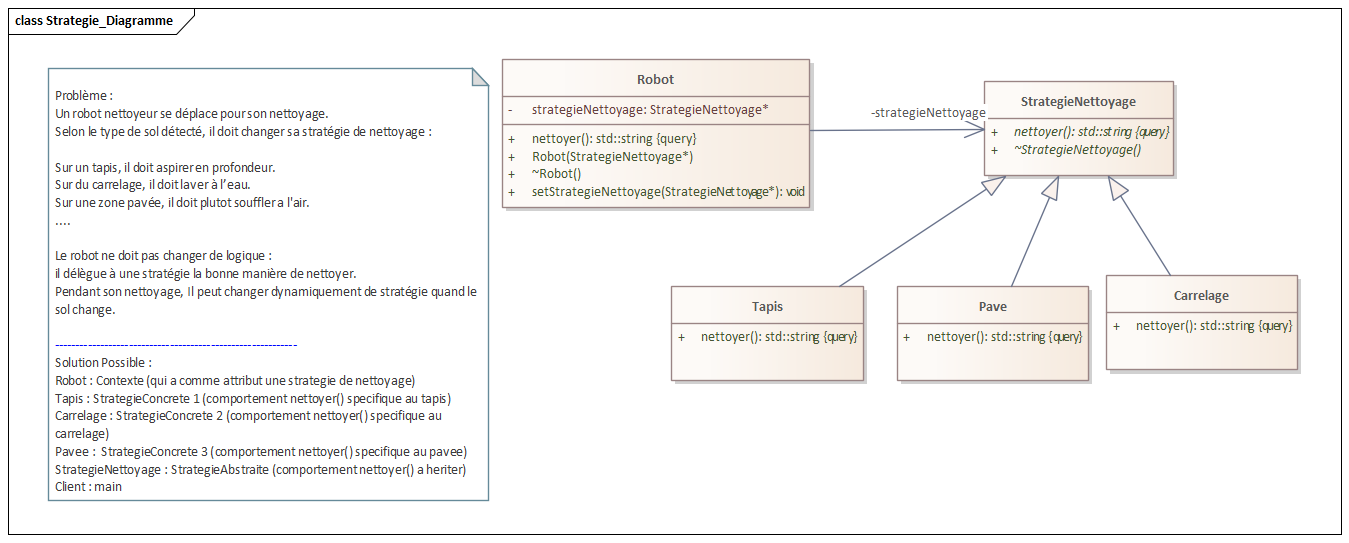 class Strategie_Diagramme
Problème :
Un robot nettoyeur se déplace pour son nettoyage.
Selon le type de sol détecté, il doit changer sa stratégie de nettoyage :
Sur un tapis, il doit aspirer en profondeur.
Sur du carrelage, il doit laver à l'eau.
Sur une zone pavée, il doit plutot souffler a l'air.
....
Le robot ne doit pas changer de logique :
il délègue à une stratégie la bonne manière de nettoyer.
Pendant son nettoyage, Il peut changer dynamiquement de stratégie quand le
sol change.
------------------------------------------------------------
Solution Possible :
Robot : Contexte (qui a comme attribut une strategie de nettoyage)
Tapis : StrategieConcrete 1 (comportement nettoyer() specifique au tapis)
Carrelage : StrategieConcrete 2 (comportement nettoyer() specifique au
carrelage)
Pavee : StrategieConcrete 3 (comportement nettoyer() specifique au pavee)
StrategieNettoyage : StrategieAbstraite (comportement nettoyer() a heriter)
Client : main
Robot
- strategieNettoyage: StrategieNettoyage*
+ nettoyer(): std::string {query}
+ Robot(StrategieNettoyage*)
+ ~Robot()
+ setStrategieNettoyage(StrategieNettoyage*): void
-strategieNettoyage
StrategieNettoyage
+ nettoyer(): std::string {query}
+ ~StrategieNettoyage()
Tapis
+ nettoyer(): std::string {query}
Pave
+ nettoyer(): std::string {query}
Carrelage
+ nettoyer(): std::string {query}